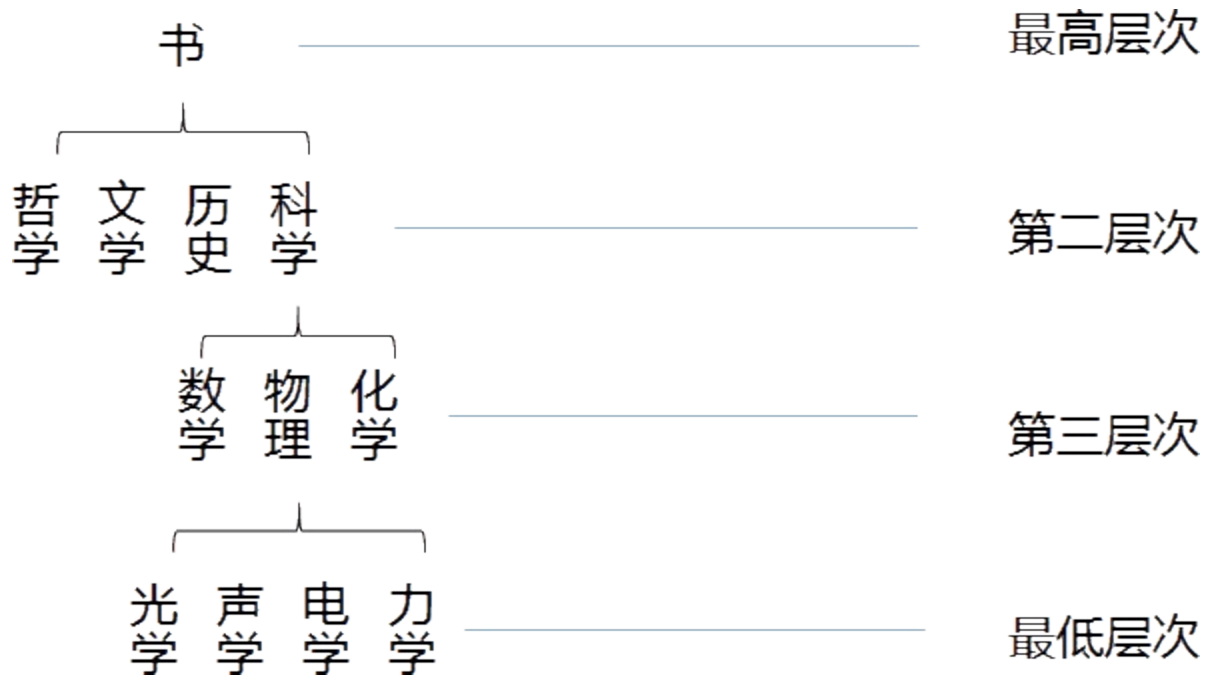 书 最高层次
哲学 文学 历史 科学 第二层次
数学 物理 化学 第三层次
光学 声学 电学 力学 最低层次